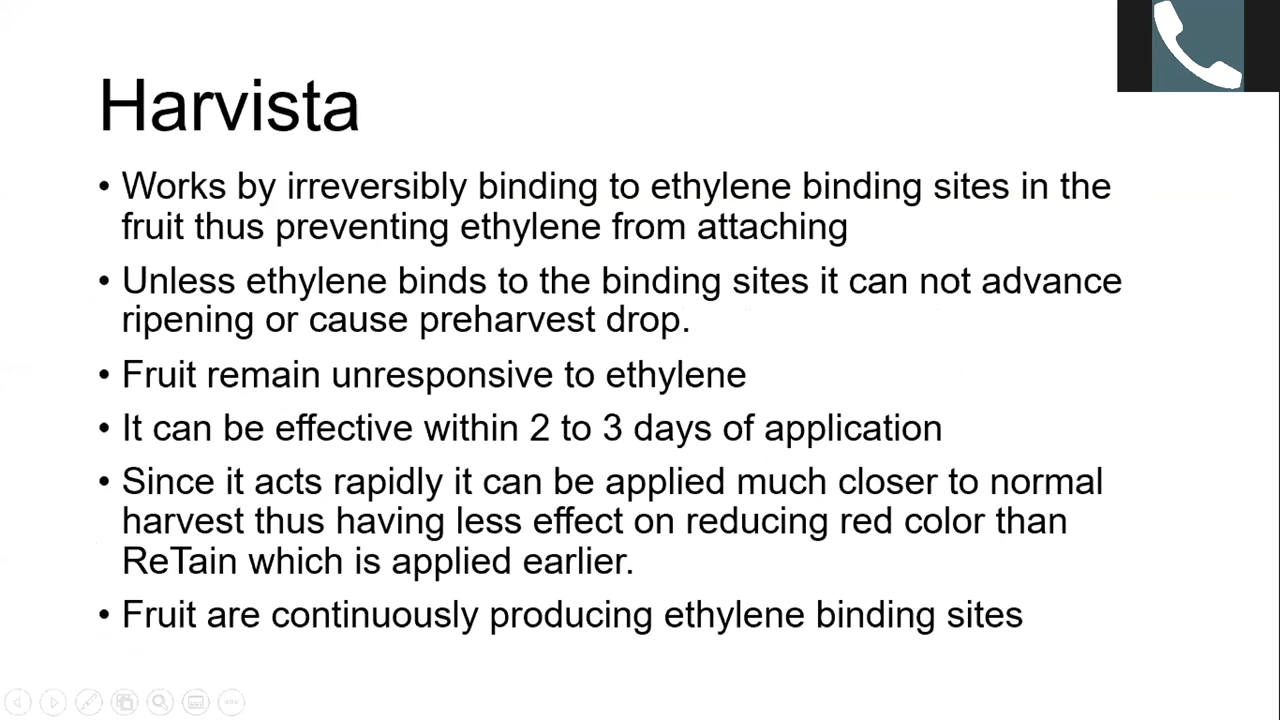 Harvista
• Works by irreversibly binding to ethylene binding sites in the
fruit thus preventing ethylene from attaching
• Unless ethylene binds to the binding sites it can not advance
ripening or cause preharvest drop.
• Fruit remain unresponsive to ethylene
• It can be effective within 2 to 3 days of application
• Since it acts rapidly it can be applied much closer to normal
harvest thus having less effect on reducing red color than
ReTain which is applied earlier.
• Fruit are continuously producing ethylene binding sites